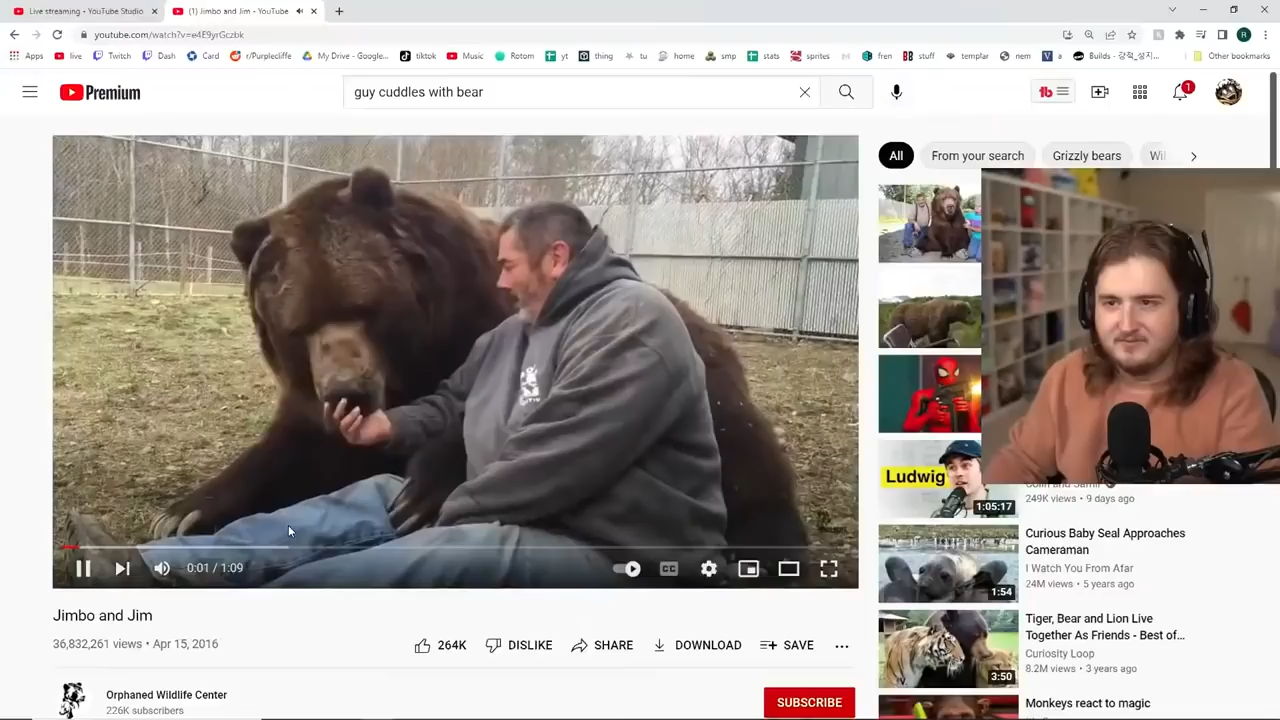 Live streaming - YouTube Studio
(1) Jimbo and Jim - YouTube
youtube.com/watch?v=e4E9yrGczbk
Apps
live
Twitch
Dash
Cad
r/Purplecliffe
My Drive - Google...
tiktok
Music
Rotom
yt
thing
tu
home
smp
stats
sprites
fren
stuff
templar
nem
a
Other bookmarks
Premium
guy cuddles with bear
1
All
From your search
Grizzly bears
Wil
Ludwig
1:05:17
249K views • 9 days ago
0:01 / 1:09
CC
Curious Baby Seal Approaches
Cameraman
I Watch You From Afar
24M views • 5 years ago
1:54
Jimbo and Jim
36,832,261 views • Apr 15, 2016
264K
DISLIKE
SHARE
DOWNLOAD
SAVE
Tiger, Bear and Lion Live
Together As Friends - Best of...
Curiosity Loop
8.2M views • 3 years ago
3:50
Orphaned Wildlife Center
226K subscribers
SUBSCRIBE
Monkeys react to magic